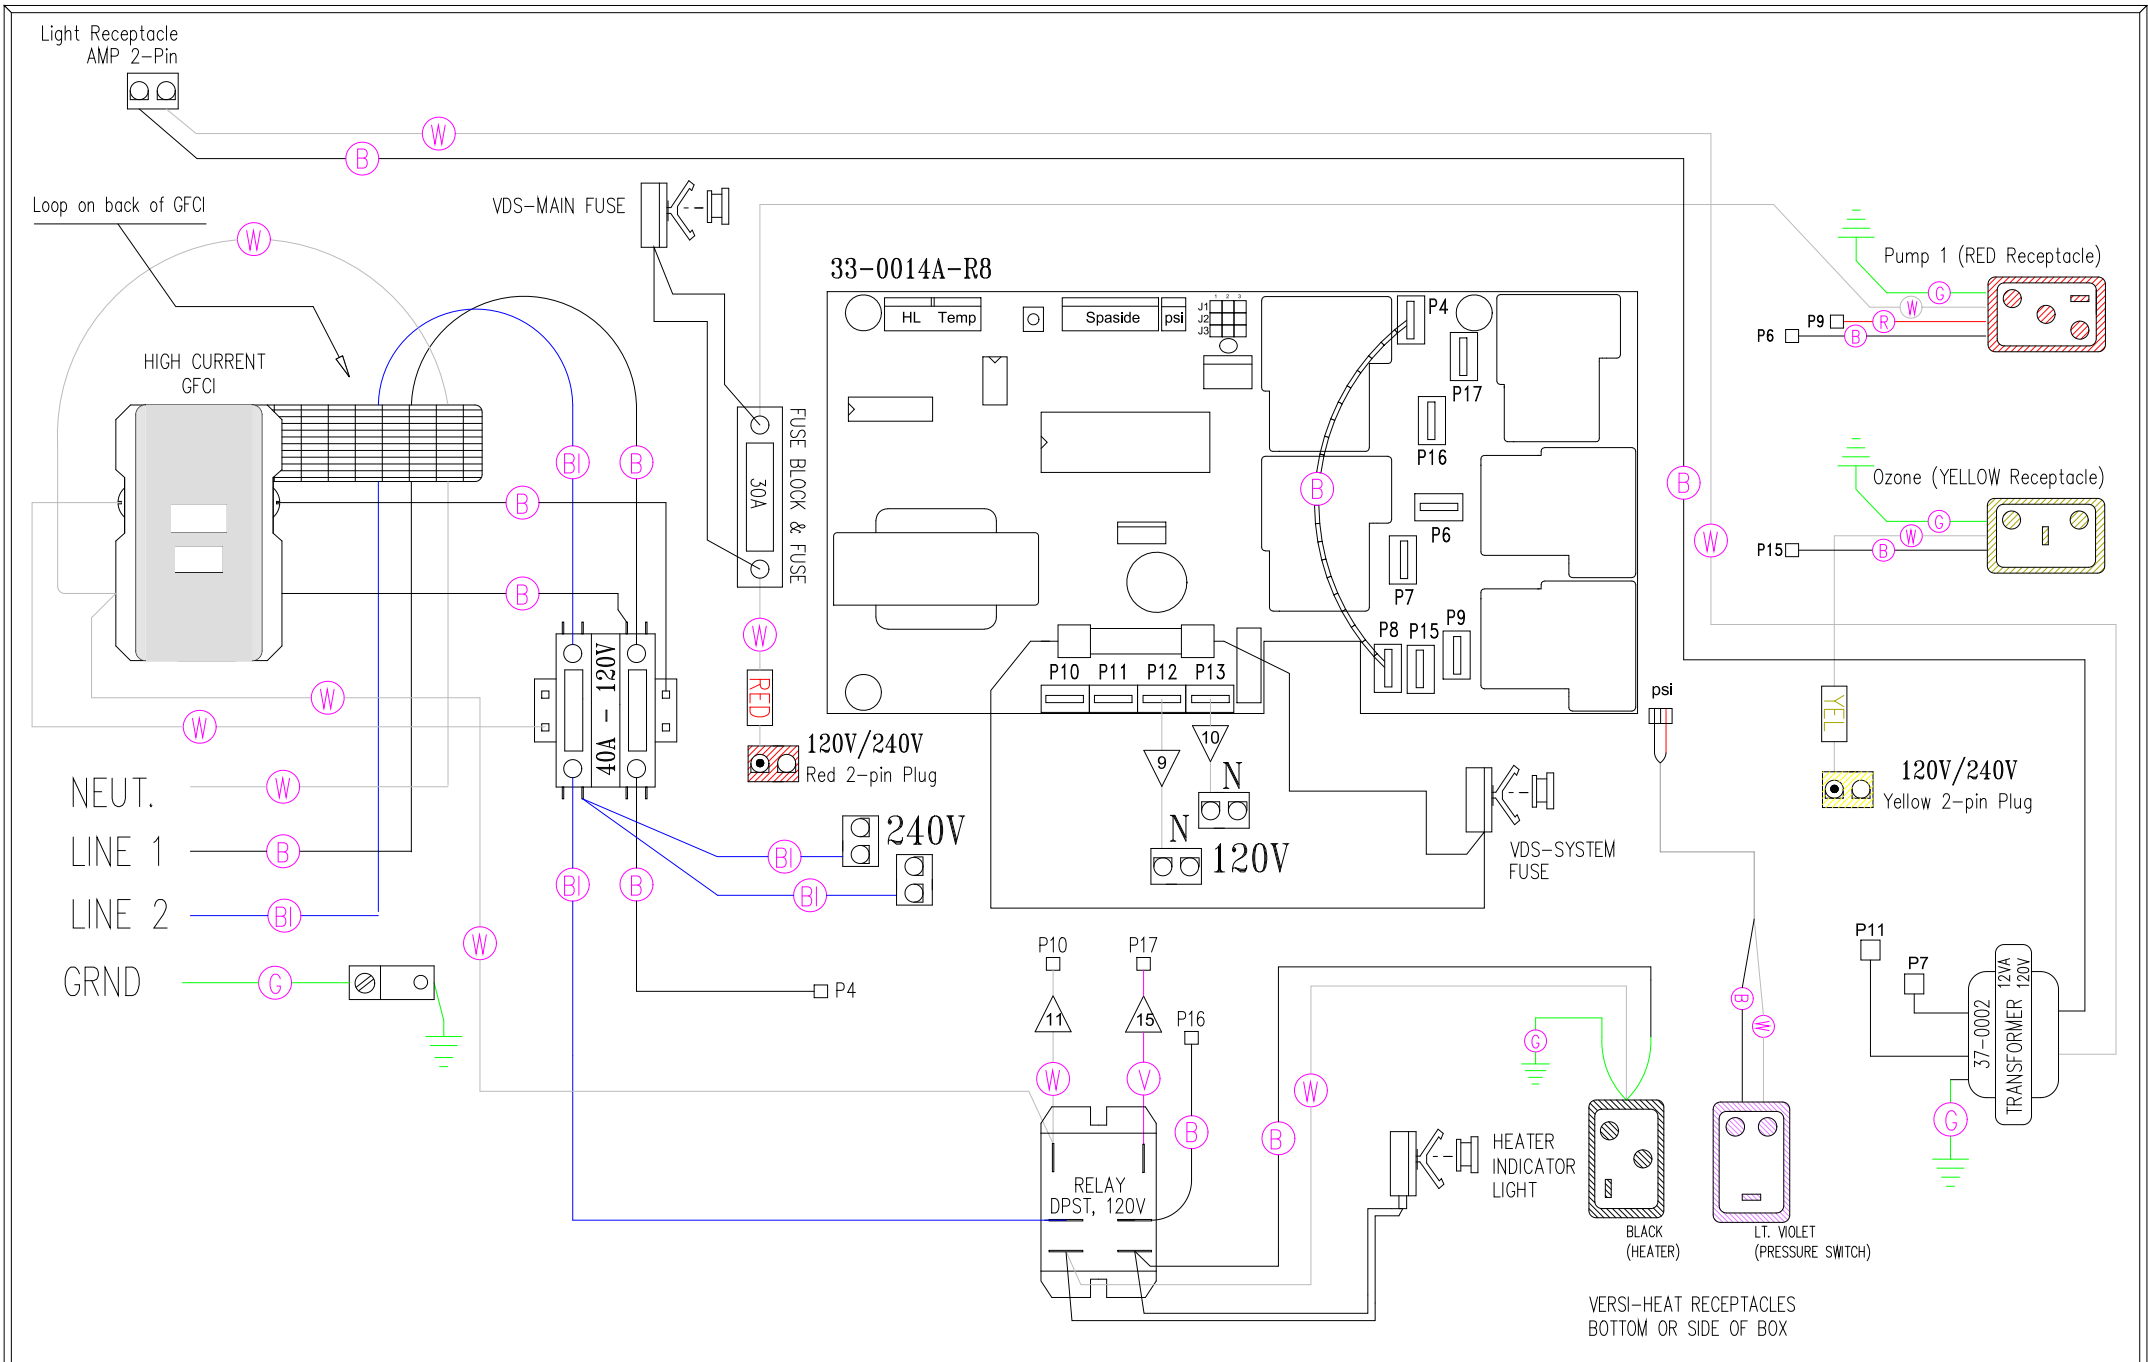 Light Receptacle
AMP 2-Pin
W
B
Loop on back of GFCI
W
VDS-MAIN FUSE
33-0014A-R8
HL Temp
Spaside
psi
1 2 3
J1
J2
J3
P4
P17
P16
P6
P7
P9
P8
P15
B
Pump 1 (RED Receptacle)
G
W
P9
R
P6
B
HIGH CURRENT
GFCI
Bl
B
B
B
FUSE BLOCK & FUSE
30A
W
RED
120V/240V
Red 2-pin Plug
Ozone (YELLOW Receptacle)
G
W
P15
B
B
W
YEL
120V/240V
Yellow 2-pin Plug
40A - 120V
W
W
P10
P11
P12
P13
9
10
N
N
120V
psi
VDS-SYSTEM
FUSE
NEUT.
W
LINE 1
B
LINE 2
Bl
GRND
G
240V
Bl
Bl
Bl
B
W
P4
P10
P17
11
15
P16
W
V
B
W
B
RELAY
DPST, 120V
HEATER
INDICATOR
LIGHT
G
B
W
BLACK
(HEATER)
LT. VIOLET
(PRESSURE SWITCH)
P11
P7
37-0002
TRANSFORMER
12VA
120V
G
VERSI-HEAT RECEPTACLES
BOTTOM OR SIDE OF BOX